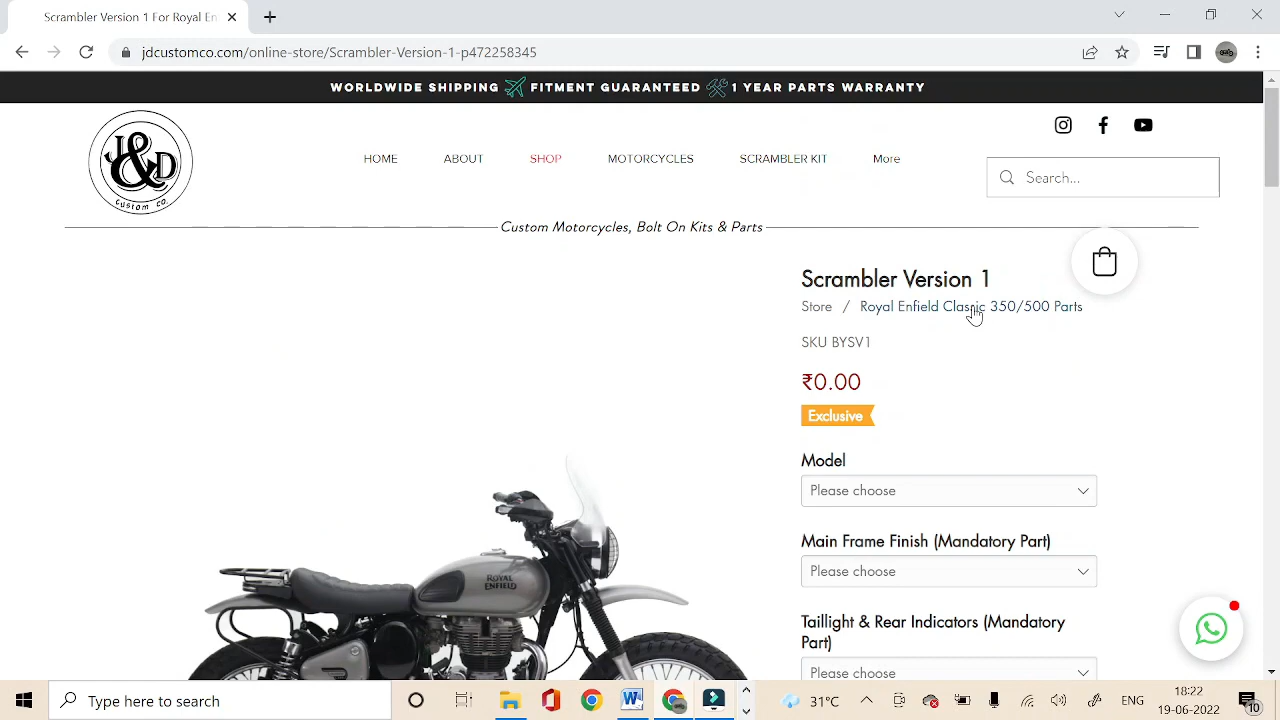 Scrambler Version 1 For Royal En
jdcustomco.com/online-store/Scrambler-Version-1-p472258345
WORLDWIDE SHIPPING FITMENT GUARANTEED 1 YEAR PARTS WARRANTY
J&D
custom co.
HOME ABOUT SHOP MOTORCYCLES SCRAMBLER KIT More
Search...
Custom Motorcycles, Bolt On Kits & Parts
Scrambler Version 1
Store / Royal Enfield Classic 350/500 Parts
SKU BYSV1
₹0.00
Exclusive
Model
Please choose
Main Frame Finish (Mandatory Part)
Please choose
Taillight & Rear Indicators (Mandatory
Part)
Please choose
ROYAL
ENFIELD
Type here to search
31°C
ENG
18:22
19-06-2022
10